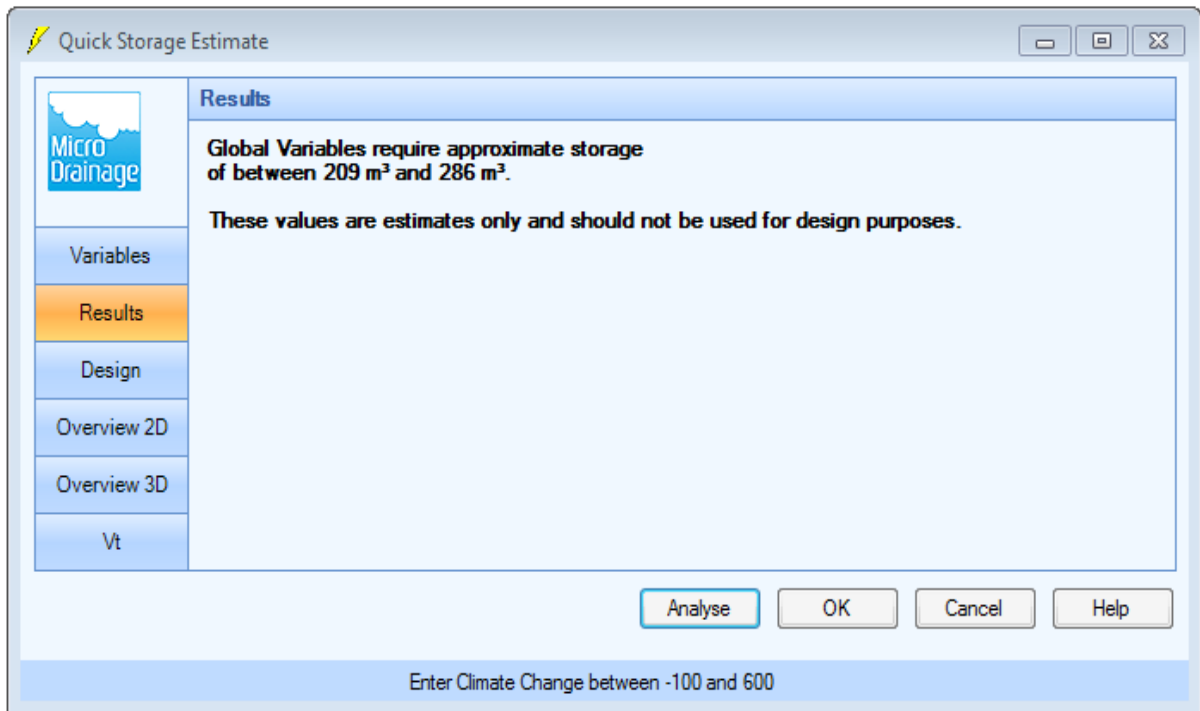 Quick Storage Estimate
Micro
Drainage
Variables
Results
Design
Overview 2D
Overview 3D
Vt
Results
Global Variables require approximate storage
of between 209 m³ and 286 m³.
These values are estimates only and should not be used for design purposes.
Analyse
OK
Cancel
Help
Enter Climate Change between -100 and 600